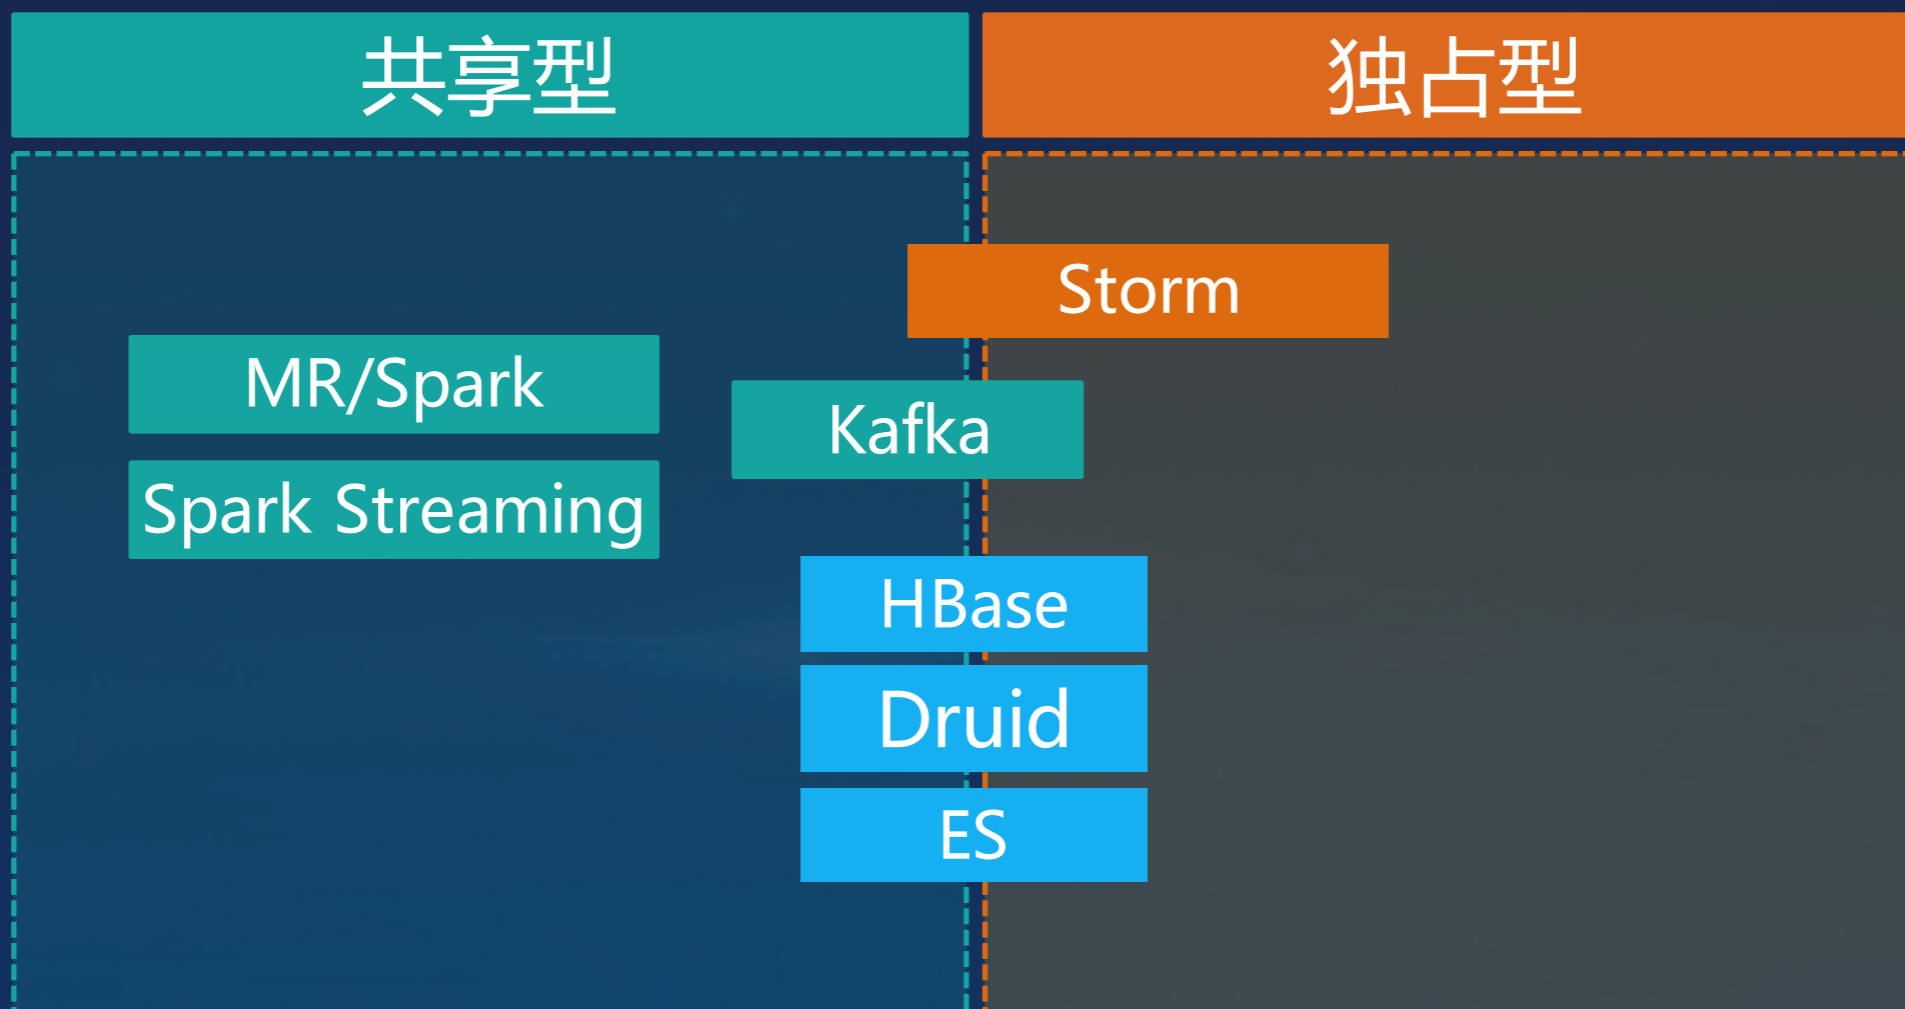 共享型
独占型
Storm
MR/Spark
Kafka
Spark Streaming
HBase
Druid
ES